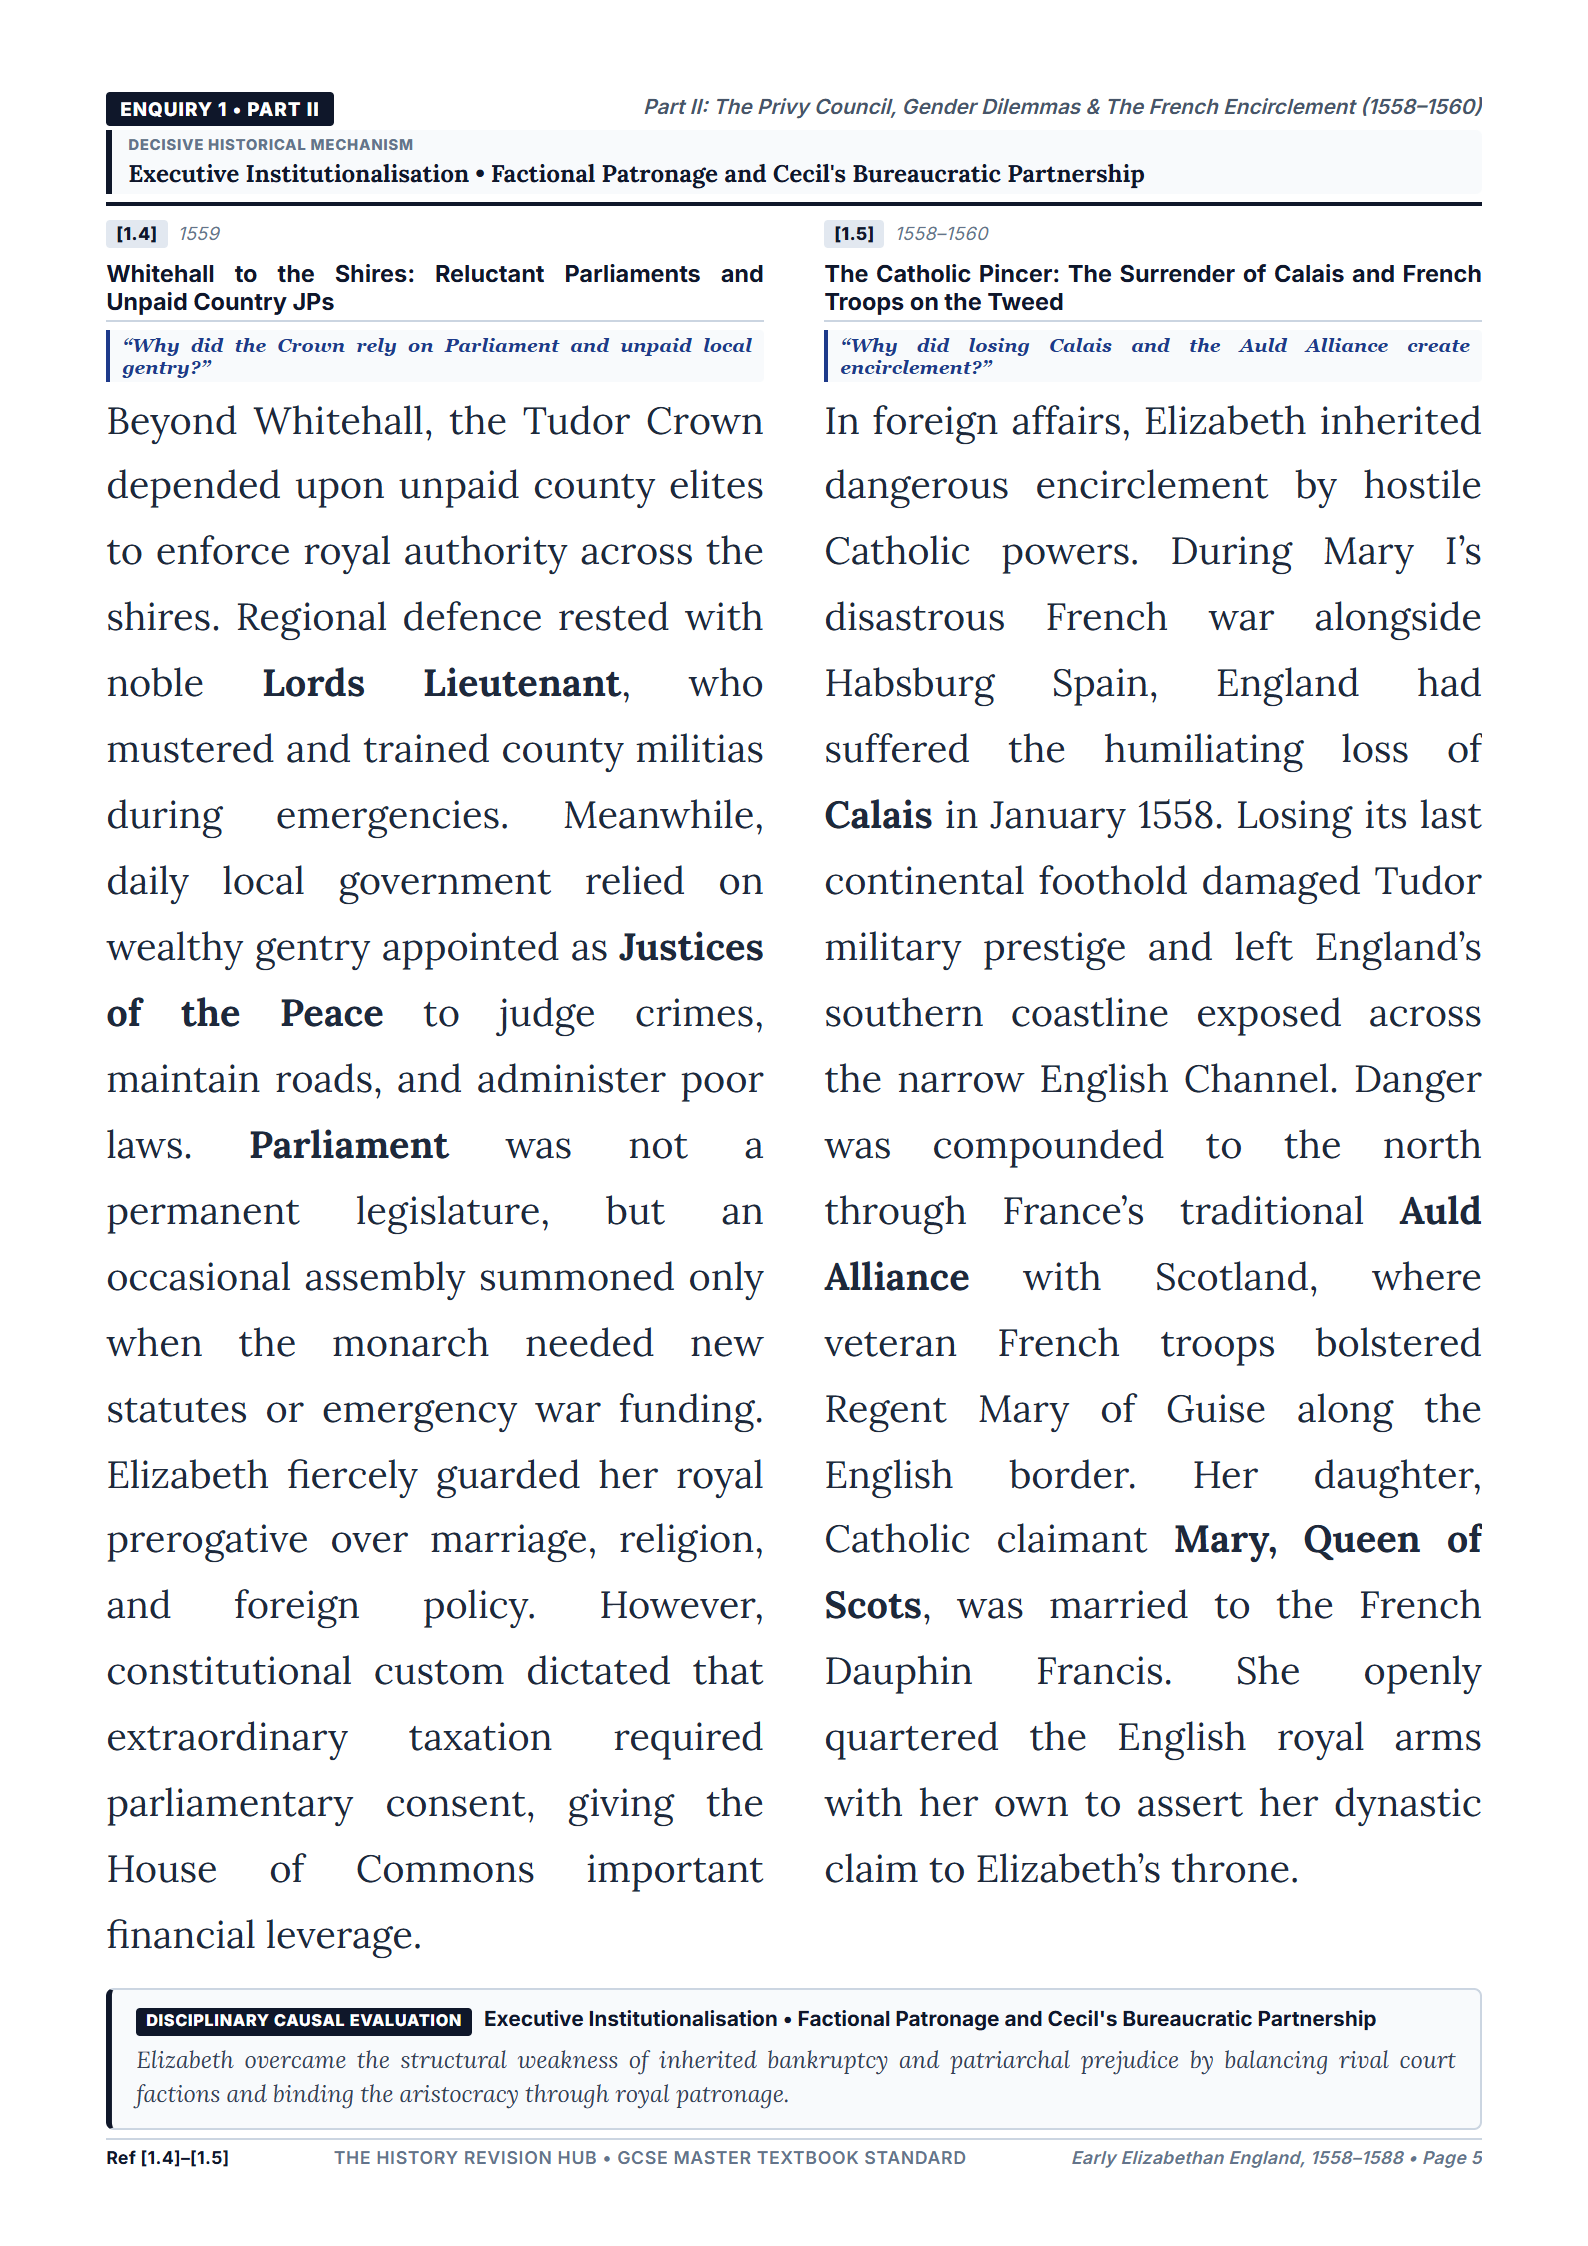 ENQUIRY 1 • PART II
Part II: The Privy Council, Gender Dilemmas & The French Encirclement (1558–1560)
DECISIVE HISTORICAL MECHANISM
Executive Institutionalisation • Factional Patronage and Cecil's Bureaucratic Partnership
[1.4] 1559
Whitehall to the Shires: Reluctant Parliaments and
Unpaid Country JPs
“Why did the Crown rely on Parliament and unpaid local
gentry?”
Beyond Whitehall, the Tudor Crown
depended upon unpaid county elites
to enforce royal authority across the
shires. Regional defence rested with
noble Lords Lieutenant, who
mustered and trained county militias
during emergencies. Meanwhile,
daily local government relied on
wealthy gentry appointed as Justices
of the Peace to judge crimes,
maintain roads, and administer poor
laws. Parliament was not a
permanent legislature, but an
occasional assembly summoned only
when the monarch needed new
statutes or emergency war funding.
Elizabeth fiercely guarded her royal
prerogative over marriage, religion,
and foreign policy. However,
constitutional custom dictated that
extraordinary taxation required
parliamentary consent, giving the
House of Commons important
financial leverage.
[1.5] 1558–1560
The Catholic Pincer: The Surrender of Calais and French
Troops on the Tweed
“Why did losing Calais and the Auld Alliance create
encirclement?”
In foreign affairs, Elizabeth inherited
dangerous encirclement by hostile
Catholic powers. During Mary I’s
disastrous French war alongside
Habsburg Spain, England had
suffered the humiliating loss of
Calais in January 1558. Losing its last
continental foothold damaged Tudor
military prestige and left England’s
southern coastline exposed across
the narrow English Channel. Danger
was compounded to the north
through France’s traditional Auld
Alliance with Scotland, where
veteran French troops bolstered
Regent Mary of Guise along the
English border. Her daughter,
Catholic claimant Mary, Queen of
Scots, was married to the French
Dauphin Francis. She openly
quartered the English royal arms
with her own to assert her dynastic
claim to Elizabeth’s throne.
DISCIPLINARY CAUSAL EVALUATION Executive Institutionalisation • Factional Patronage and Cecil's Bureaucratic Partnership
Elizabeth overcame the structural weakness of inherited bankruptcy and patriarchal prejudice by balancing rival court
factions and binding the aristocracy through royal patronage.
Ref [1.4]–[1.5]
THE HISTORY REVISION HUB • GCSE MASTER TEXTBOOK STANDARD
Early Elizabethan England, 1558–1588 • Page 5